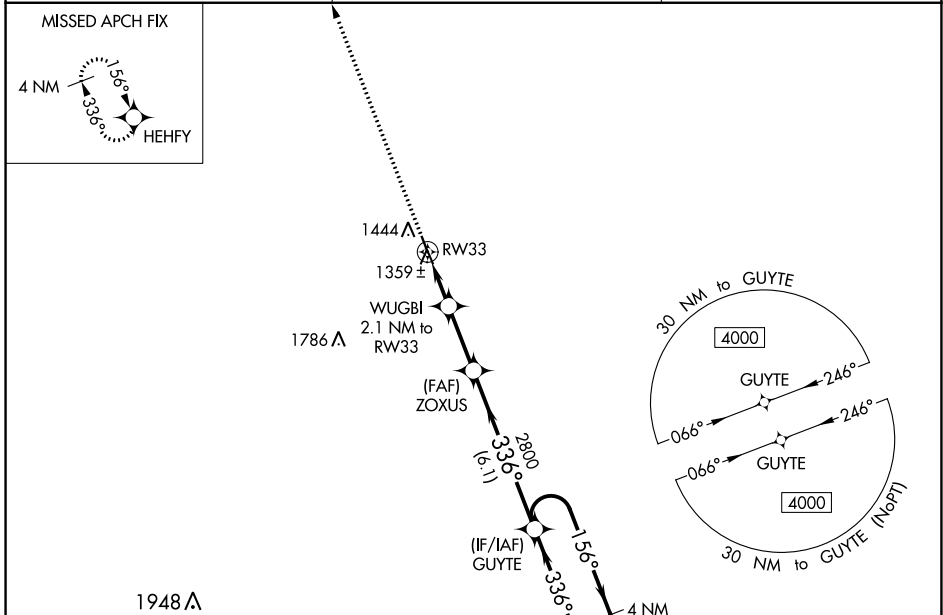 MISSED APCH FIX
4 NM
156°
336°
HEHFY
1444
RW33
1359 ±
WUGBI
2.1 NM to
RW33
1786
(FAF)
ZOXUS
336°
2800
(6.1)
(IF/IAF)
GUYTE
156°
336°
4 NM
1948
30 NM to GUYTE
4000
GUYTE
246°
066°
246°
066°
GUYTE
4000
30 NM to GUYTE (NoPT)